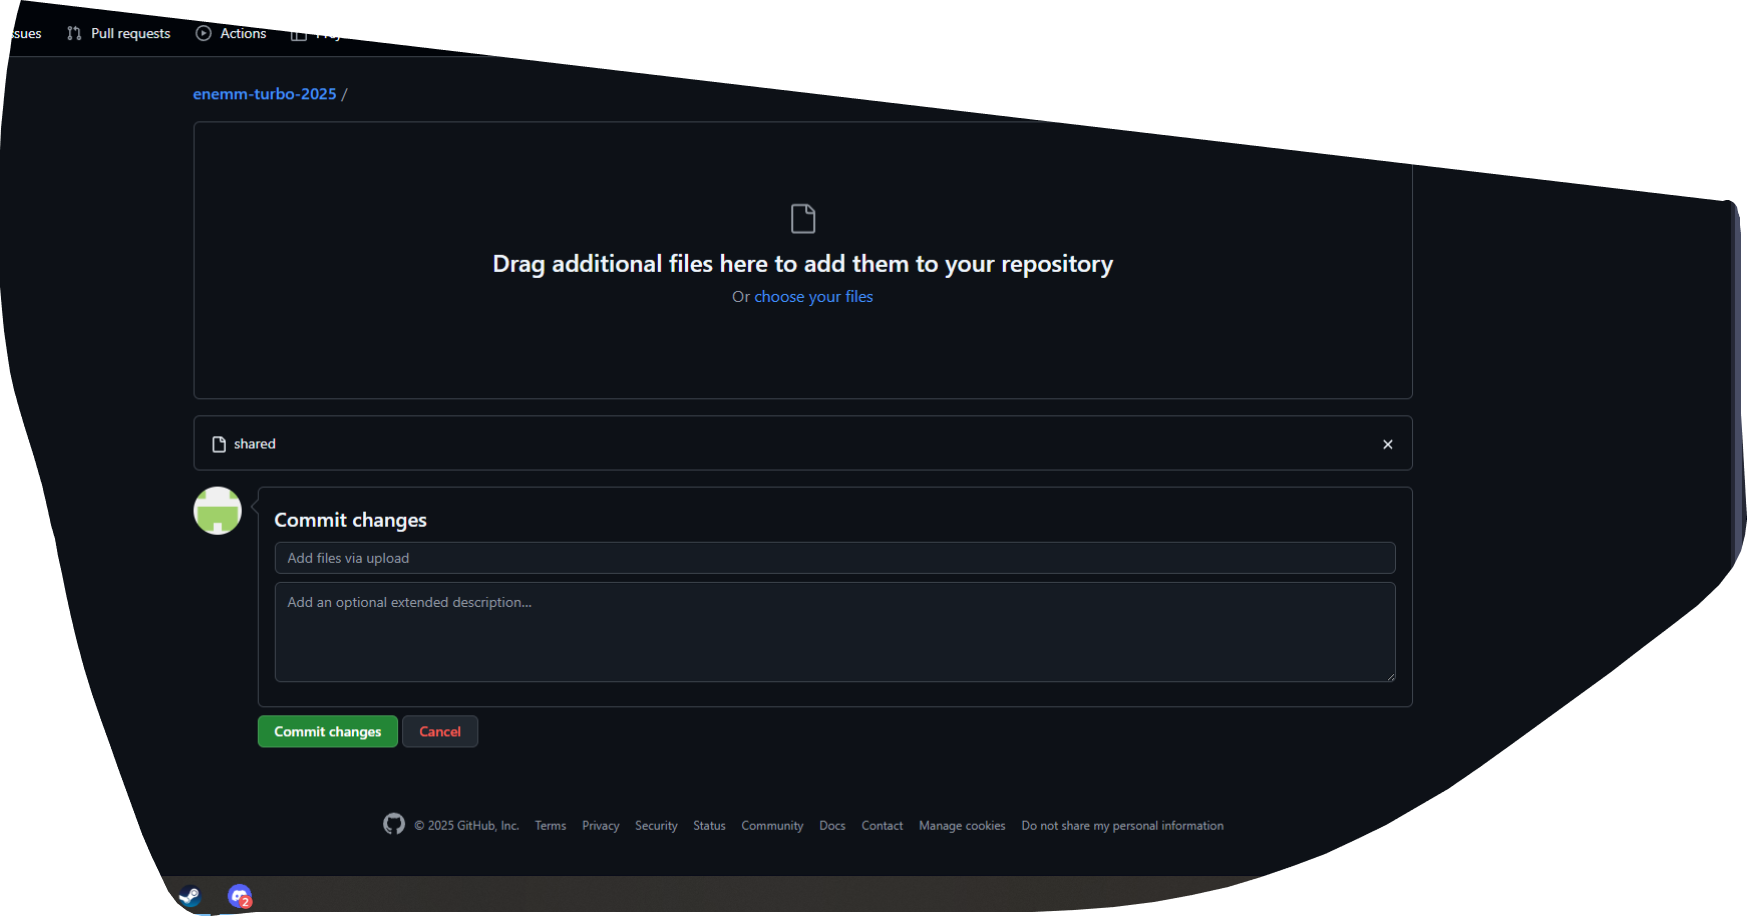 Pull requests
Actions
enemm-turbo-2025 /
Drag additional files here to add them to your repository
Or choose your files
shared
Commit changes
Add files via upload
Add an optional extended description...
Commit changes
Cancel
© 2025 GitHub, Inc. Terms Privacy Security Status Community Docs Contact Manage cookies Do not share my personal information
2